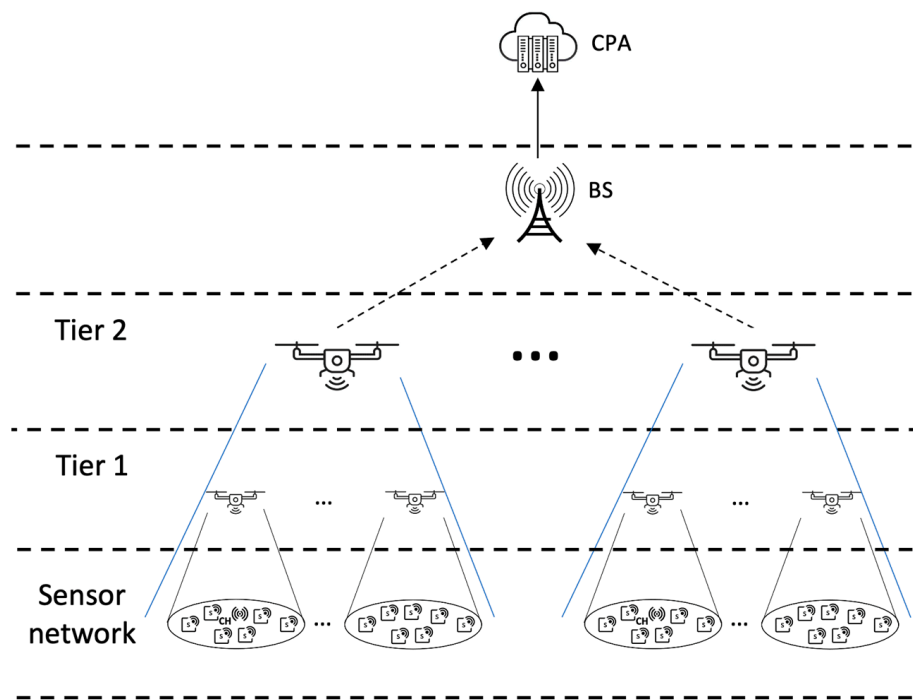 CPA
BS
Tier 2
...
Tier 1
... ...
Sensor
network
S CH S S S S S ... S S S S S S S CH S S S S S ... S S S S S S